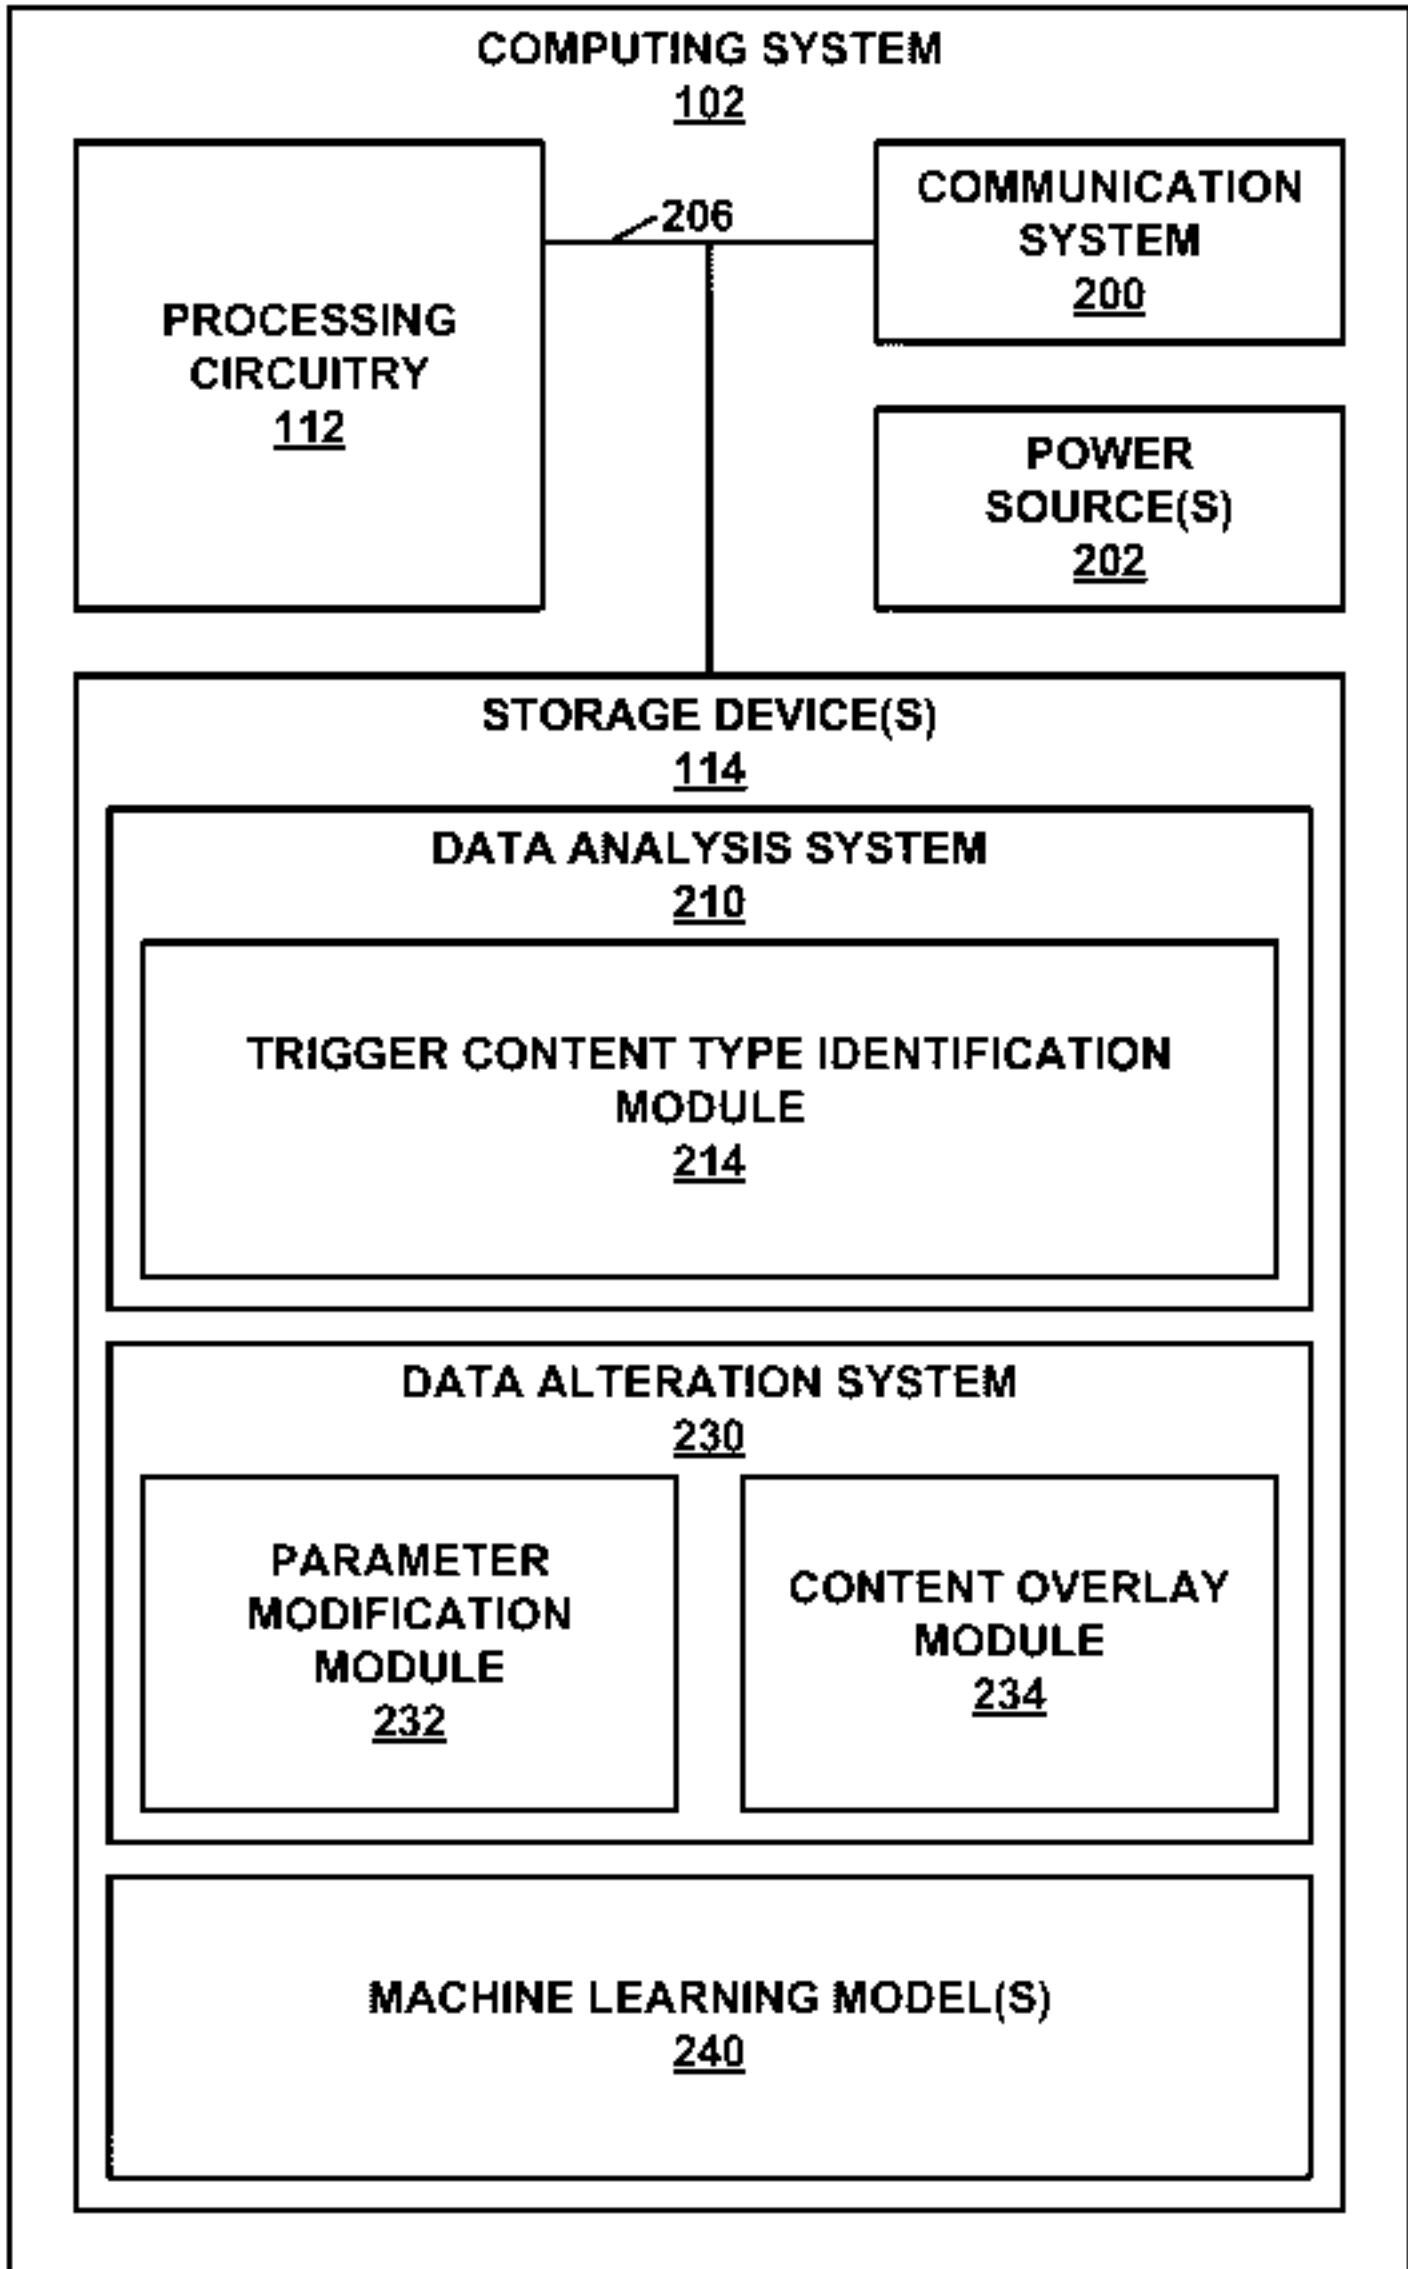 COMPUTING SYSTEM
102
206
PROCESSING
CIRCUITRY
112
COMMUNICATION
SYSTEM
200
POWER
SOURCE(S)
202
STORAGE DEVICE(S)
114
DATA ANALYSIS SYSTEM
210
TRIGGER CONTENT TYPE IDENTIFICATION
MODULE
214
DATA ALTERATION SYSTEM
230
PARAMETER
MODIFICATION
MODULE
232
CONTENT OVERLAY
MODULE
234
MACHINE LEARNING MODEL(S)
240